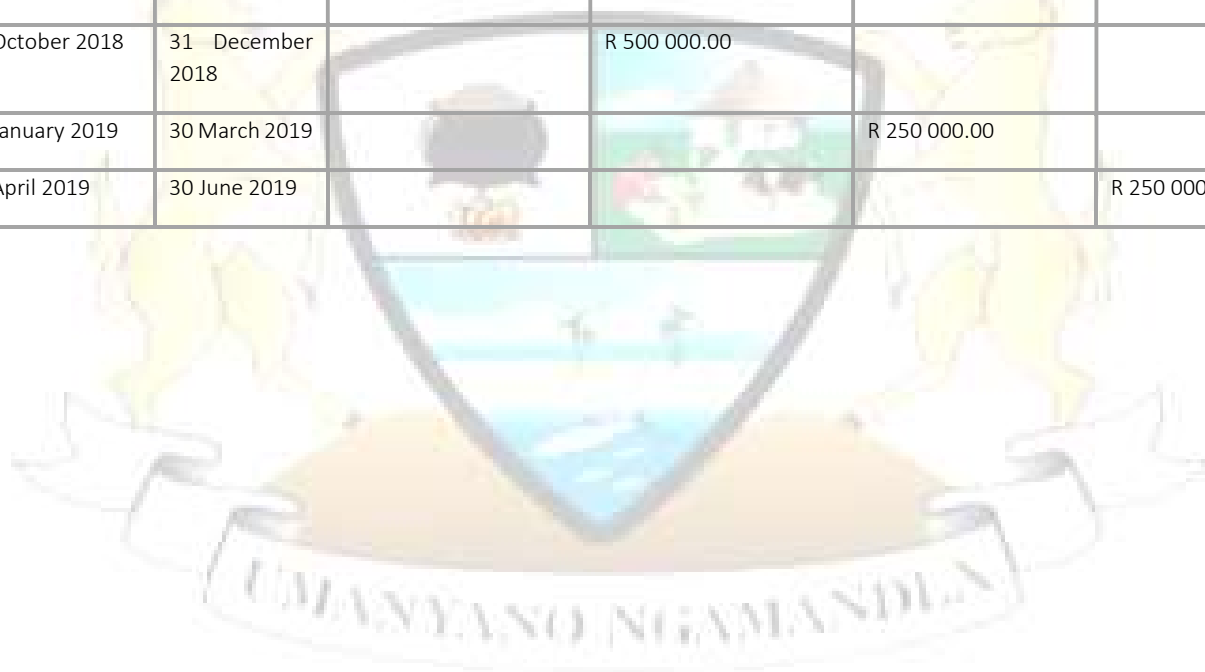 October 2018 31 December R 500 000.00
2018
anuary 2019 30 March 2019 R 250 000.00
April 2019 30 June 2019 R 250 000
UMANYANO NGAMANDLA